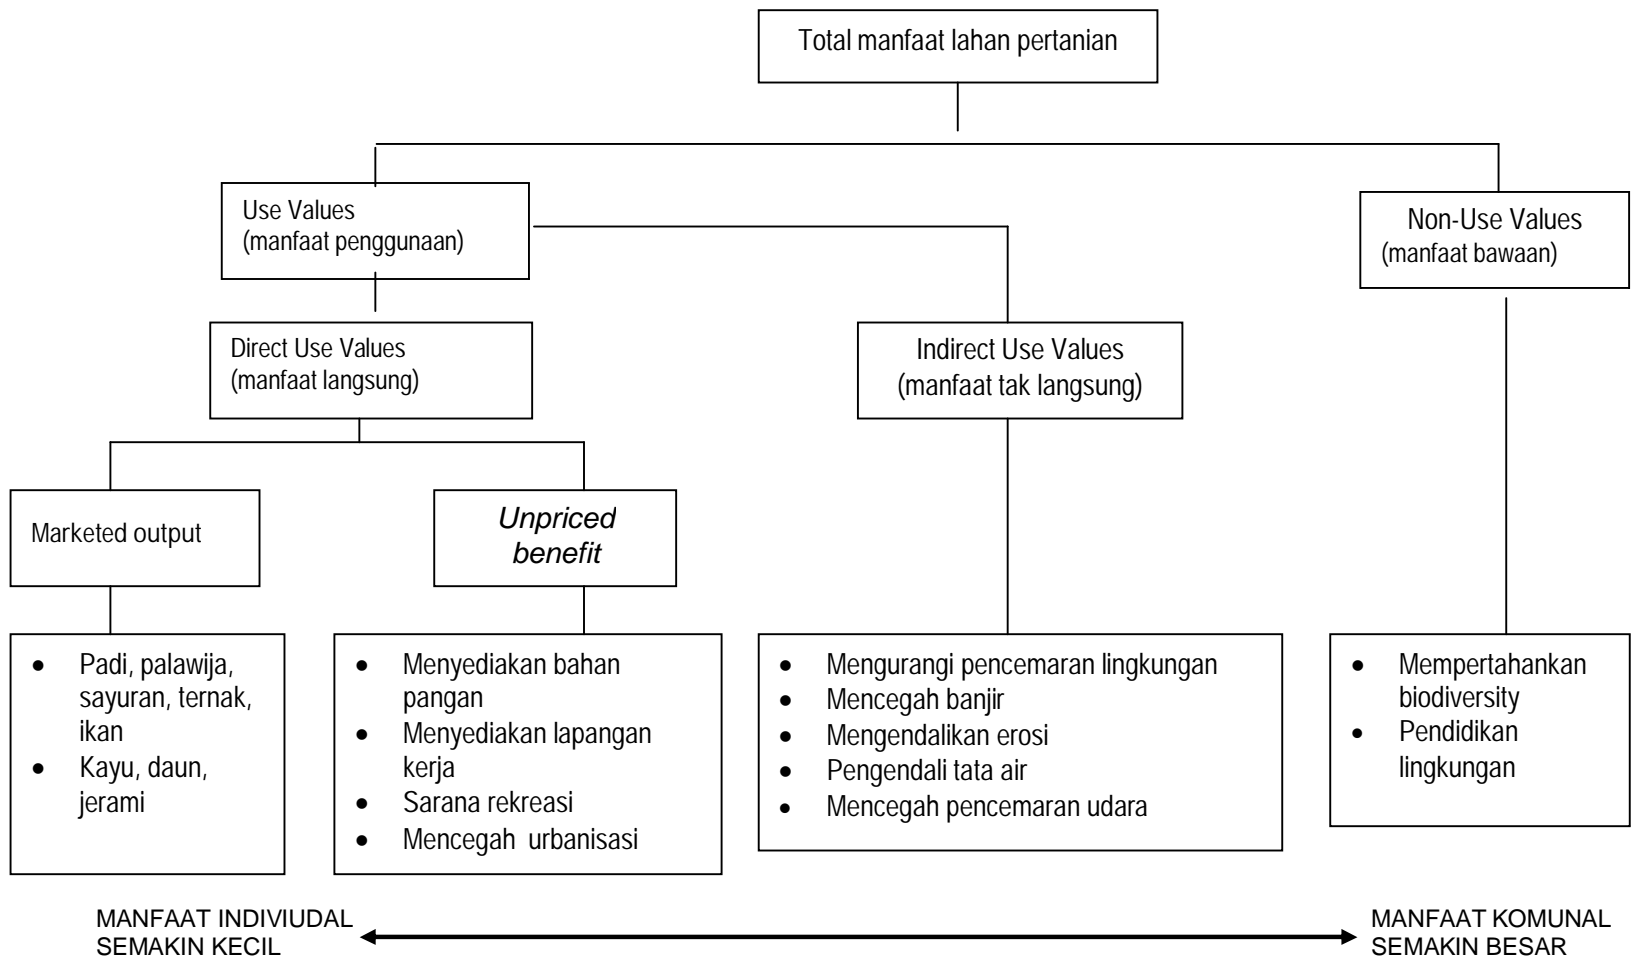 Total manfaat lahan pertanian
Use Values
(manfaat penggunaan)
Non-Use Values
(manfaat bawaan)
Direct Use Values
(manfaat langsung)
Indirect Use Values
(manfaat tak langsung)
Marketed output
Unpriced
benefit
• Padi, palawija,
sayuran, ternak,
ikan
• Kayu, daun,
jerami
• Menyediakan bahan
pangan
• Menyediakan lapangan
kerja
• Sarana rekreasi
• Mencegah urbanisasi
• Mengurangi pencemaran lingkungan
• Mencegah banjir
• Mengendalikan erosi
• Pengendali tata air
• Mencegah pencemaran udara
• Mempertahankan
biodiversity
• Pendidikan
lingkungan
MANFAAT INDIVIUDAL
SEMAKIN KECIL
MANFAAT KOMUNAL
SEMAKIN BESAR